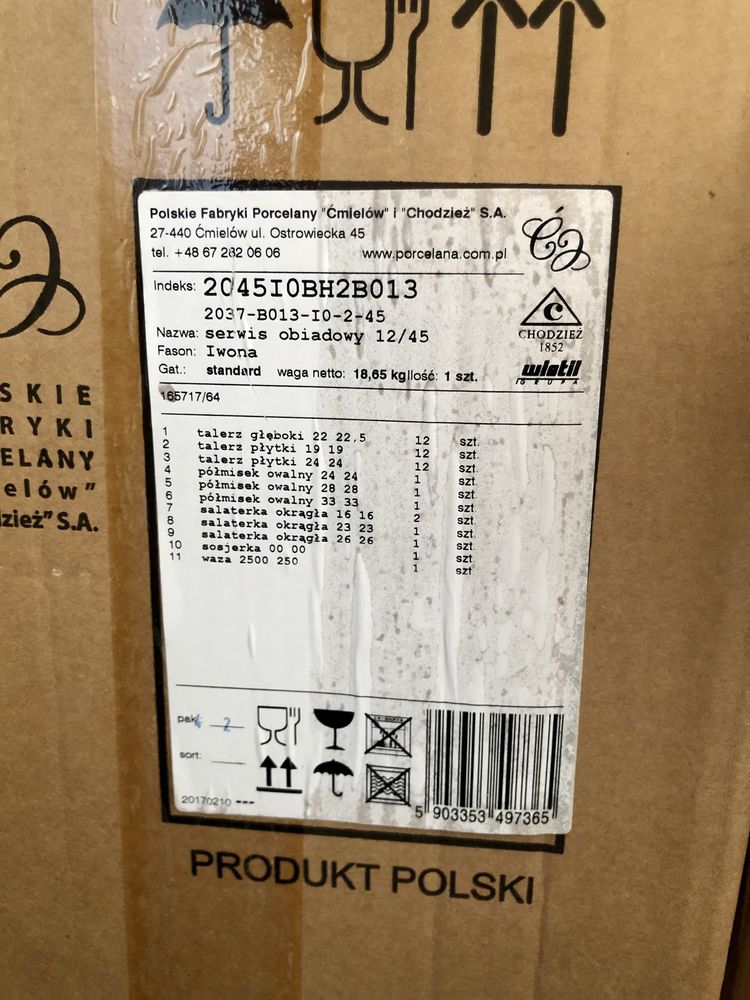 Polskie Fabryki Porcelany "Ćmielów" i "Chodzież" S.A.
27-440 Ćmielów ul. Ostrowiecka 45
tel. +48 67 282 06 06 www.porcelana.com.pl
Indeks: 2045I0BH2B013
2037-B013-I0-2-45
Nazwa: serwis obiadowy 12/45
Fason: Iwona
Gat.: standard waga netto: 18,65 kg Ilość: 1 szt.
165717/64
CHODZIEŻ
1852
GRUPA
1 talerz głęboki 22 22,5 12 szt.
2 talerz płytki 19 19 12 szt.
3 talerz płytki 24 24 12 szt.
4 półmisek owalny 24 24 1 szt.
5 półmisek owalny 28 28 1 szt.
6 półmisek owalny 33 33 1 szt.
7 salaterka okrągła 16 16 2 szt.
8 salaterka okrągła 23 23 1 szt.
9 salaterka okrągła 26 26 1 szt.
10 sosjerka 00 00 1 szt.
11 waza 2500 250 1 szt
pak: 2
sort:
20170210 ---
5 903353 497365
PRODUKT POLSKI
SKIE
RYKI
ELANY
elów"
zież" S.A.